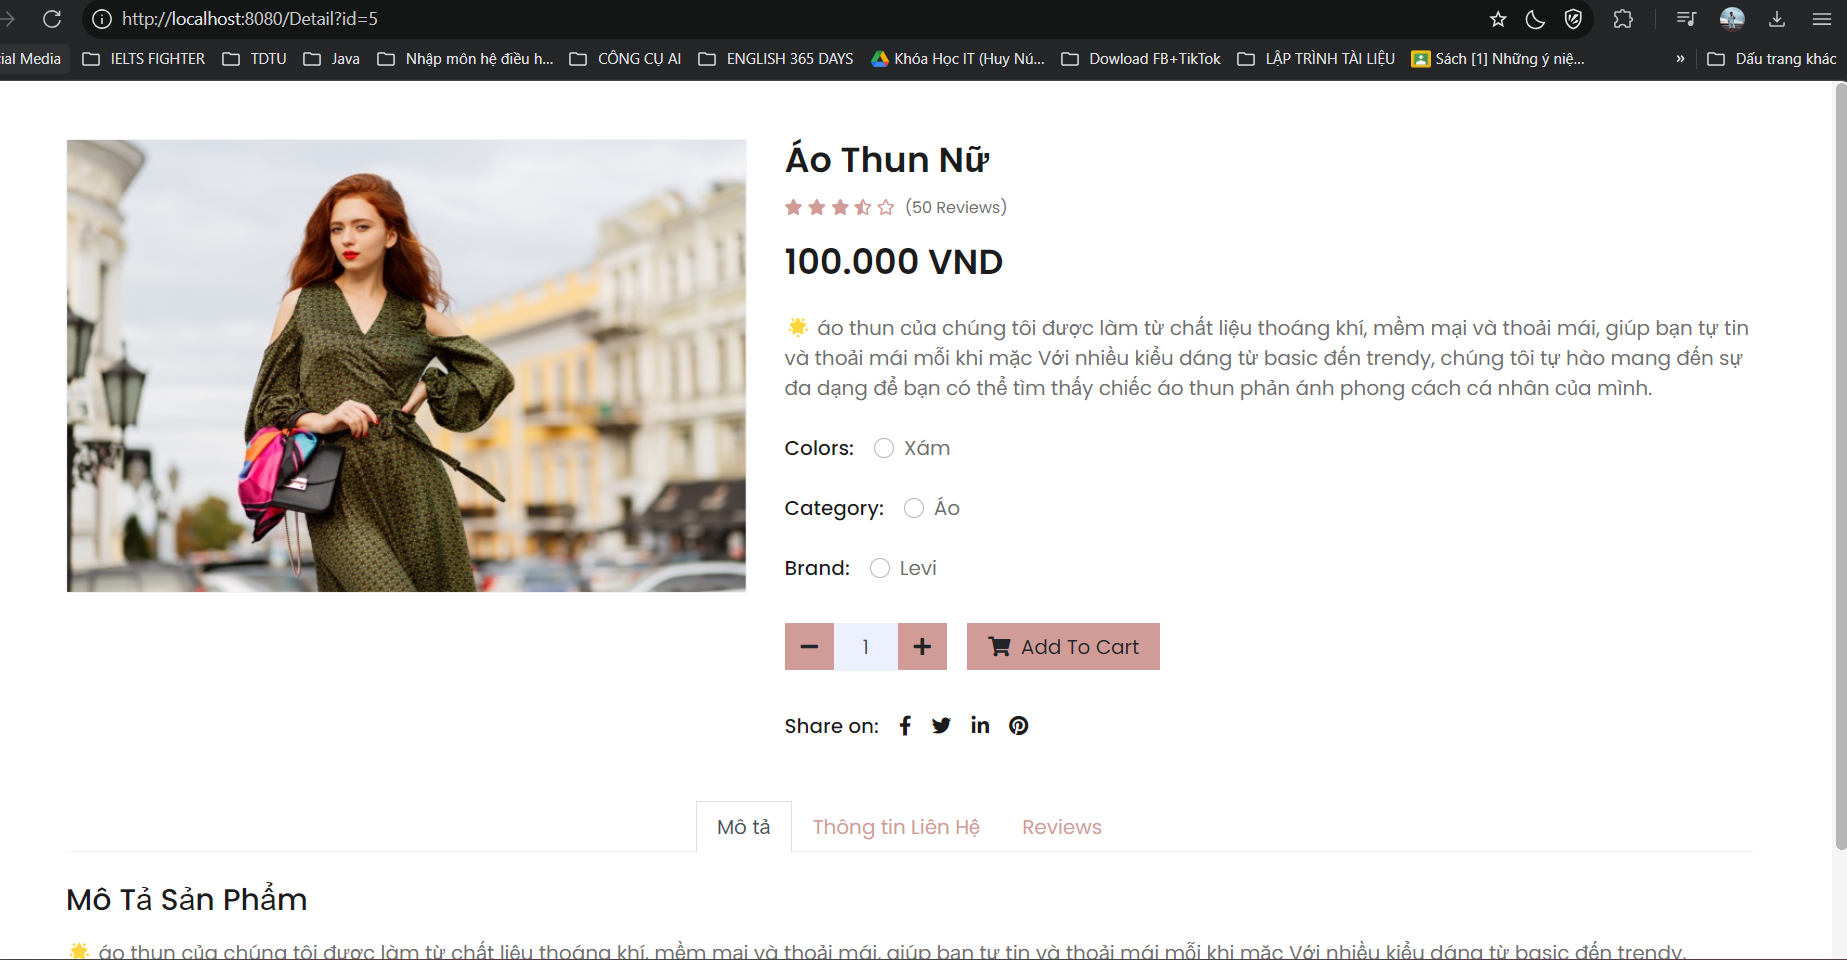 http://localhost:8080/Detail?id=5
ial Media
IELTS FIGHTER
TDTU
Java
Nhập môn hệ điều h...
CÔNG CỤ AI
ENGLISH 365 DAYS
Khóa Học IT (Huy Nú...
Dowload FB+TikTok
LẬP TRÌNH TÀI LIỆU
Sách [1] Những ý niệ...
»
Dấu trang khác
Áo Thun Nữ
(50 Reviews)
100.000 VND
🌟 áo thun của chúng tôi được làm từ chất liệu thoáng khí, mềm mại và thoải mái, giúp bạn tự tin
và thoải mái mỗi khi mặc Với nhiều kiểu dáng từ basic đến trendy, chúng tôi tự hào mang đến sự
đa dạng để bạn có thể tìm thấy chiếc áo thun phản ánh phong cách cá nhân của mình.
Colors: Xám
Category: Áo
Brand: Levi
1
Add To Cart
Share on:
Mô tả
Thông tin Liên Hệ
Reviews
Mô Tả Sản Phẩm
🌟 áo thun của chúng tôi được làm từ chất liệu thoáng khí, mềm mại và thoải mái, giúp bạn tự tin và thoải mái mỗi khi mặc Với nhiều kiểu dáng từ basic đến trendy,